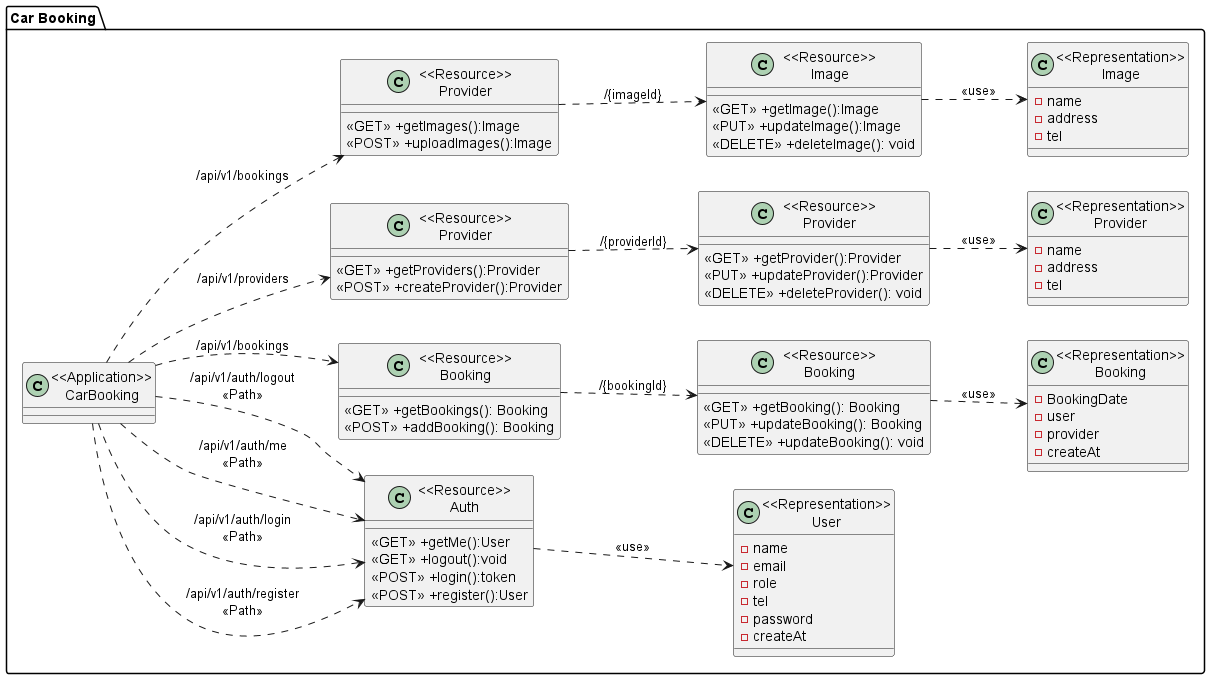 Car Booking
<<Resource>>
Provider
«GET» +getImages():Image
«POST» +uploadImages():Image
/{imageId}
<<Resource>>
Image
«GET» +getImage():Image
«PUT» +updateImage():Image
«DELETE» +deleteImage(): void
«use»
<<Representation>>
Image
name
address
tel
/api/v1/bookings
<<Resource>>
Provider
«GET» +getProviders():Provider
«POST» +createProvider():Provider
/{providerId}
<<Resource>>
Provider
«GET» +getProvider():Provider
«PUT» +updateProvider():Provider
«DELETE» +deleteProvider(): void
«use»
<<Representation>>
Provider
name
address
tel
/api/v1/providers
/api/v1/bookings
<<Resource>>
Booking
«GET» +getBookings(): Booking
«POST» +addBooking(): Booking
/{bookingId}
<<Resource>>
Booking
«GET» +getBooking(): Booking
«PUT» +updateBooking(): Booking
«DELETE» +updateBooking(): void
«use»
<<Representation>>
Booking
BookingDate
user
provider
createAt
<<Application>>
CarBooking
/api/v1/auth/logout
«Path»
/api/v1/auth/me
«Path»
/api/v1/auth/login
«Path»
/api/v1/auth/register
«Path»
<<Resource>>
Auth
«GET» +getMe():User
«GET» +logout():void
«POST» +login():token
«POST» +register():User
«use»
<<Representation>>
User
name
email
role
tel
password
createAt